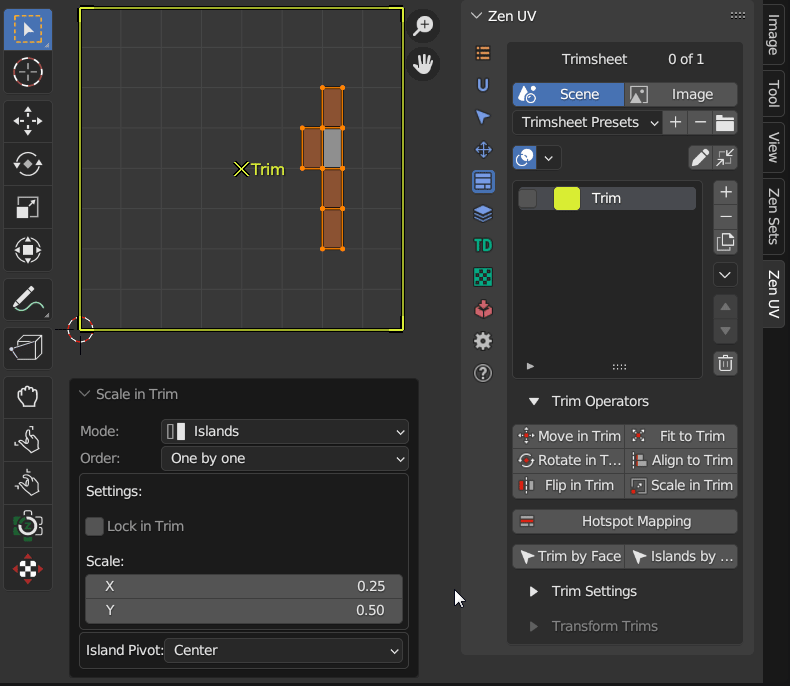 Zen UV
Trimsheet 0 of 1
Scene Image
Trimsheet Presets
Trim
TD
Trim
Trim Operators
Move in Trim Fit to Trim
Rotate in T... Align to Trim
Flip in Trim Scale in Trim
Hotspot Mapping
Trim by Face Islands by ...
Trim Settings
Transform Trims
Scale in Trim
Mode: Islands
Order: One by one
Settings:
Lock in Trim
Scale:
X 0.25
Y 0.50
Island Pivot: Center
Image
Tool
View
Zen Sets
Zen UV